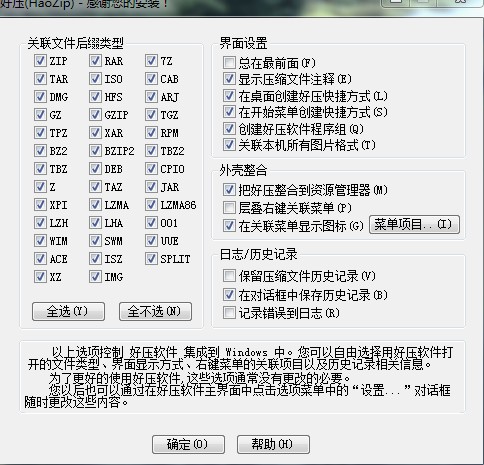 好压(HaoZip) - 感谢您的安装!
关联文件后缀类型
ZIP RAR 7Z
TAR ISO CAB
DMG HFS ARJ
GZ GZIP TGZ
TPZ XAR RPM
BZ2 BZIP2 TBZ2
TBZ DEB CPIO
Z TAZ JAR
XPI LZMA LZMA86
LZH LHA 001
WIM SWM UUE
ACE ISZ SPLIT
XZ IMG
全选(Y) 全不选(N)
界面设置
总在最前面(F)
显示压缩文件注释(E)
在桌面创建好压快捷方式(L)
在开始菜单创建快捷方式(S)
创建好压软件程序组(Q)
关联本机所有图片格式(T)
外壳整合
把好压整合到资源管理器(M)
层叠右键关联菜单(P)
在关联菜单显示图标(G) 菜单项目..(I)
日志/历史记录
保留压缩文件历史记录(V)
在对话框中保存历史记录(B)
记录错误到日志(R)
以上选项控制 好压软件 集成到 Windows 中。您可以自由选择用好压软件打
开的文件类型、界面显示方式、右键菜单的关联项目以及历史记录相关信息。
为了更好的使用好压软件,这些选项通常没有更改的必要。
您以后也可以通过在好压软件主界面中点击选项菜单中的“设置...”对话框
随时更改这些内容。
确定(O) 帮助(H)